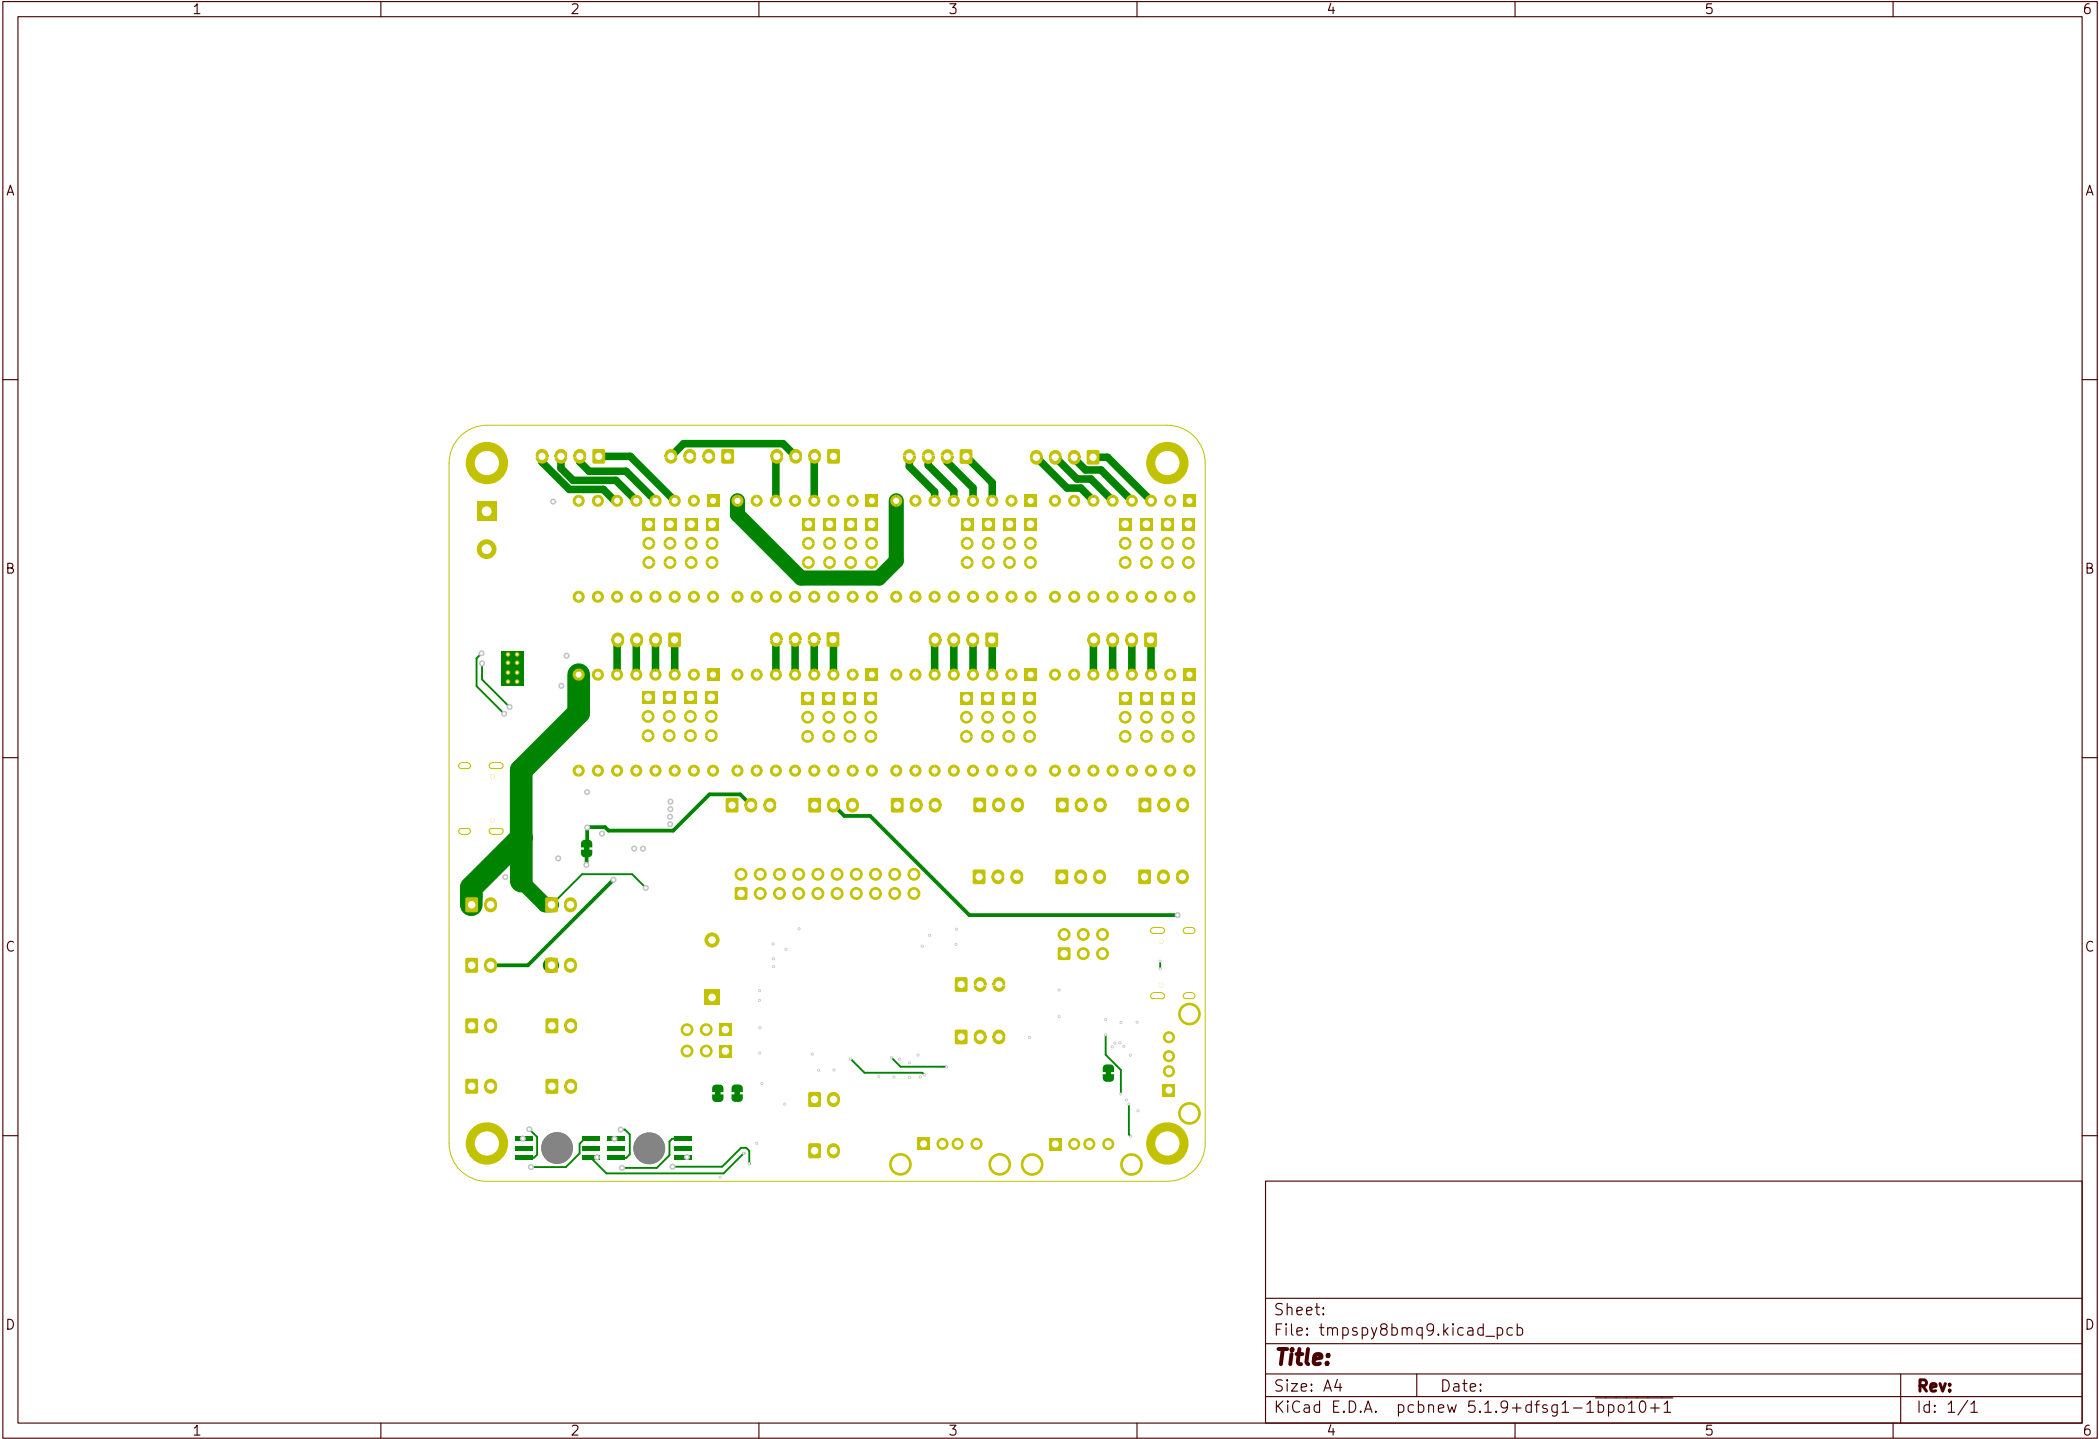 1 2 3 4 5 6
A A
B B
C C
D D
Sheet:
File: tmpspy8bmq9.kicad_pcb
Title:
Size: A4 Date: Rev:
KiCad E.D.A. pcbnew 5.1.9+dfsg1-1bpo10+1 Id: 1/1
1 2 3 4 5 6